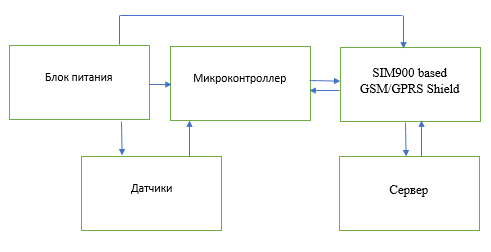 Блок питания
Микроконтроллер
SIM900 based
GSM/GPRS Shield
Датчики
Сервер